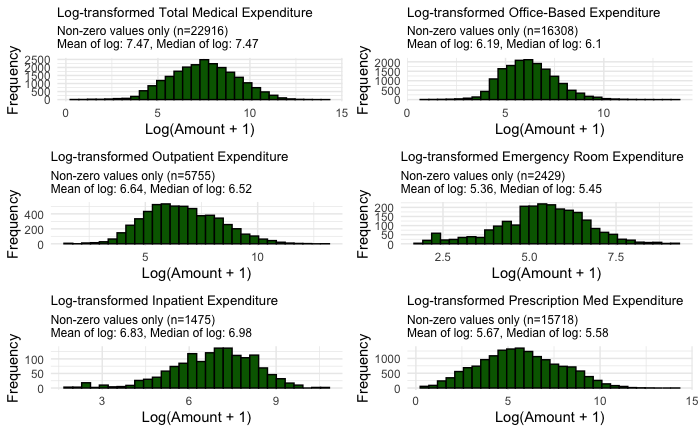 Log-transformed Total Medical Expenditure
Non-zero values only (n=22916)
Mean of log: 7.47, Median of log: 7.47
Frequency
2500
2000
1500
1000
500
0
0
5
10
15
Log(Amount + 1)
Log-transformed Office-Based Expenditure
Non-zero values only (n=16308)
Mean of log: 6.19, Median of log: 6.1
Frequency
2000
1500
1000
500
0
0
5
10
Log(Amount + 1)
Log-transformed Outpatient Expenditure
Non-zero values only (n=5755)
Mean of log: 6.64, Median of log: 6.52
Frequency
400
200
0
5
10
Log(Amount + 1)
Log-transformed Emergency Room Expenditure
Non-zero values only (n=2429)
Mean of log: 5.36, Median of log: 5.45
Frequency
200
150
100
50
0
2.5
5.0
7.5
Log(Amount + 1)
Log-transformed Inpatient Expenditure
Non-zero values only (n=1475)
Mean of log: 6.83, Median of log: 6.98
Frequency
100
50
0
3
6
9
Log(Amount + 1)
Log-transformed Prescription Med Expenditure
Non-zero values only (n=15718)
Mean of log: 5.67, Median of log: 5.58
Frequency
1000
500
0
0
5
10
15
Log(Amount + 1)